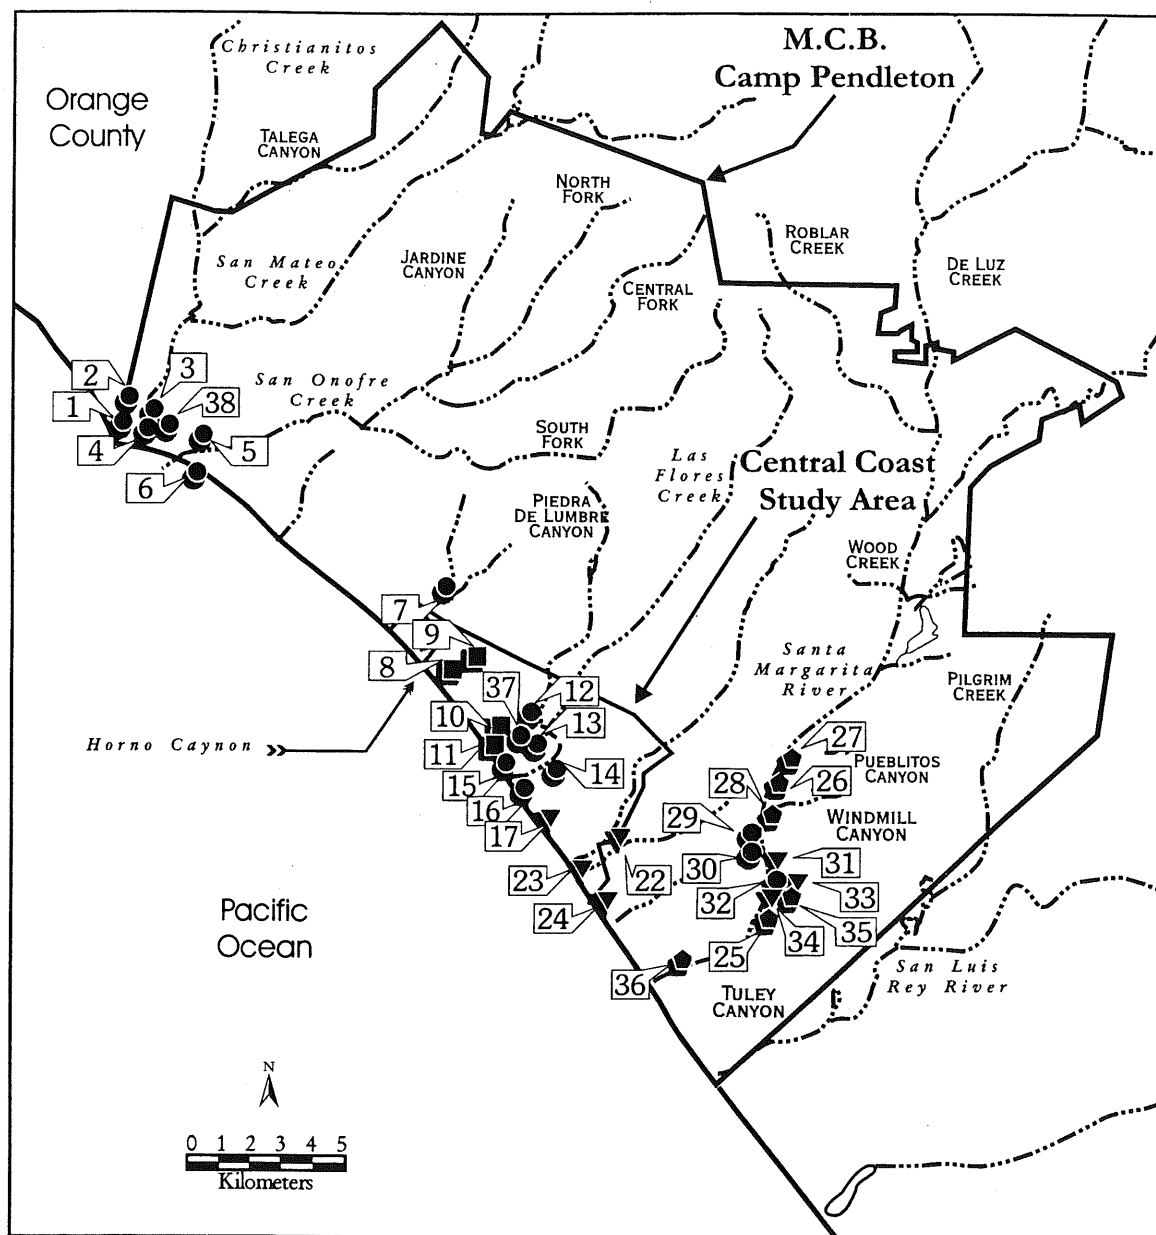 M.C.B.
Camp Pendleton
Christianitos
Creek
Orange
County
TALEGA
CANYON
NORTH
FORK
ROBLAR
CREEK
JARDINE
CANYON
San Mateo
Creek
CENTRAL
FORK
DE LUZ
CREEK
2
3
San Onofre
Creek
1
38
4
5
SOUTH
FORK
Las
Flores
Creek
Central Coast
Study Area
6
PIEDRA
DE LUMBRE
CANYON
WOOD
CREEK
7
9
8
Santa
Margarita
River
PILGRIM
CREEK
37
12
10
13
Horno Caynon
11
27
14
PUEBLITOS
CANYON
15
28
26
16
29
WINDMILL
CANYON
17
30
31
23
22
32
33
24
34
35
Pacific
Ocean
25
36
San Luis
Rey River
TULEY
CANYON
N
0 1 2 3 4 5
Kilometers